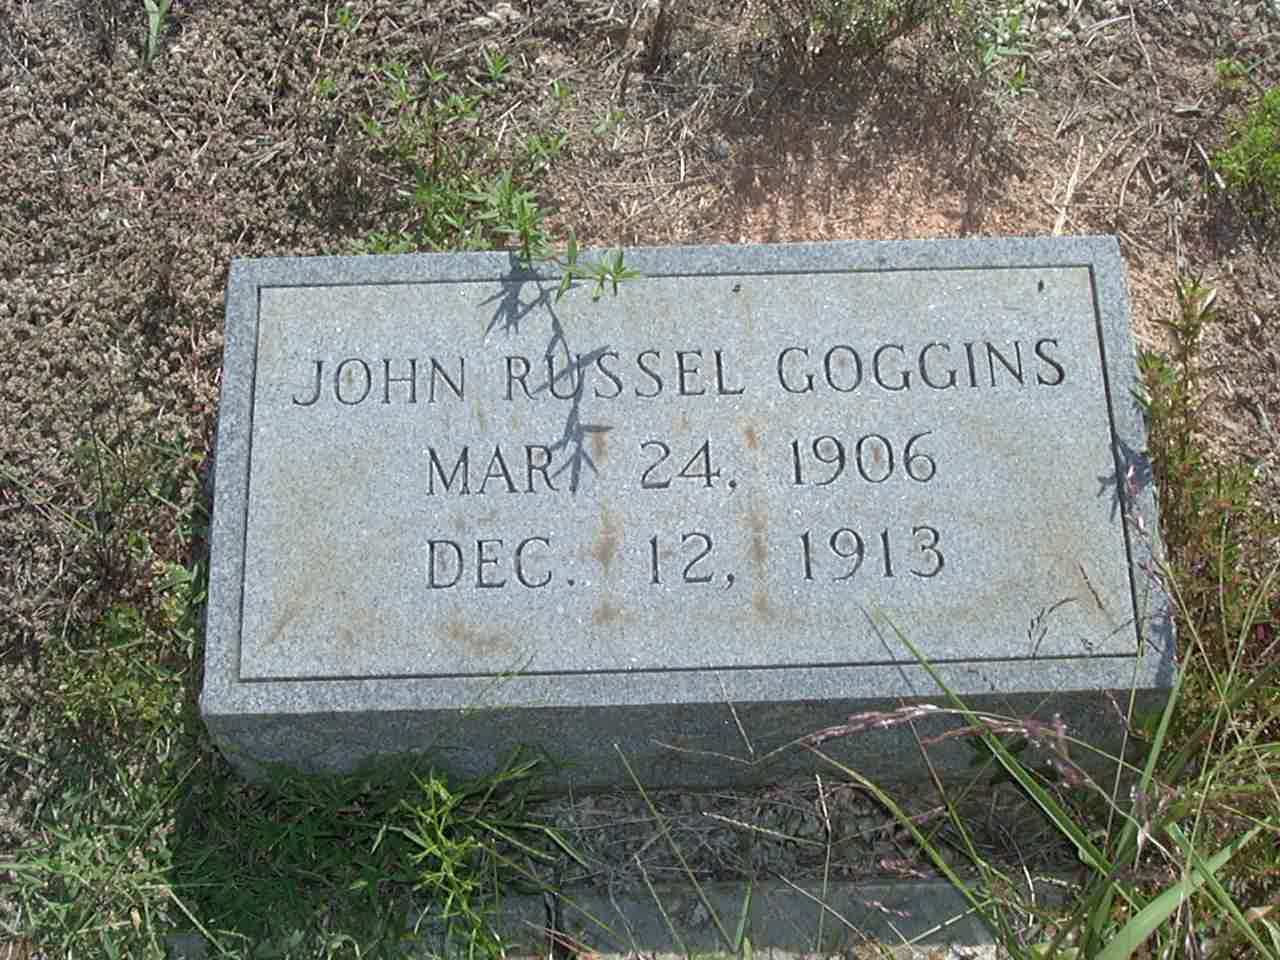 JOHN RUSSEL GOGGINS
MAR. 24, 1906
DEC. 12, 1913